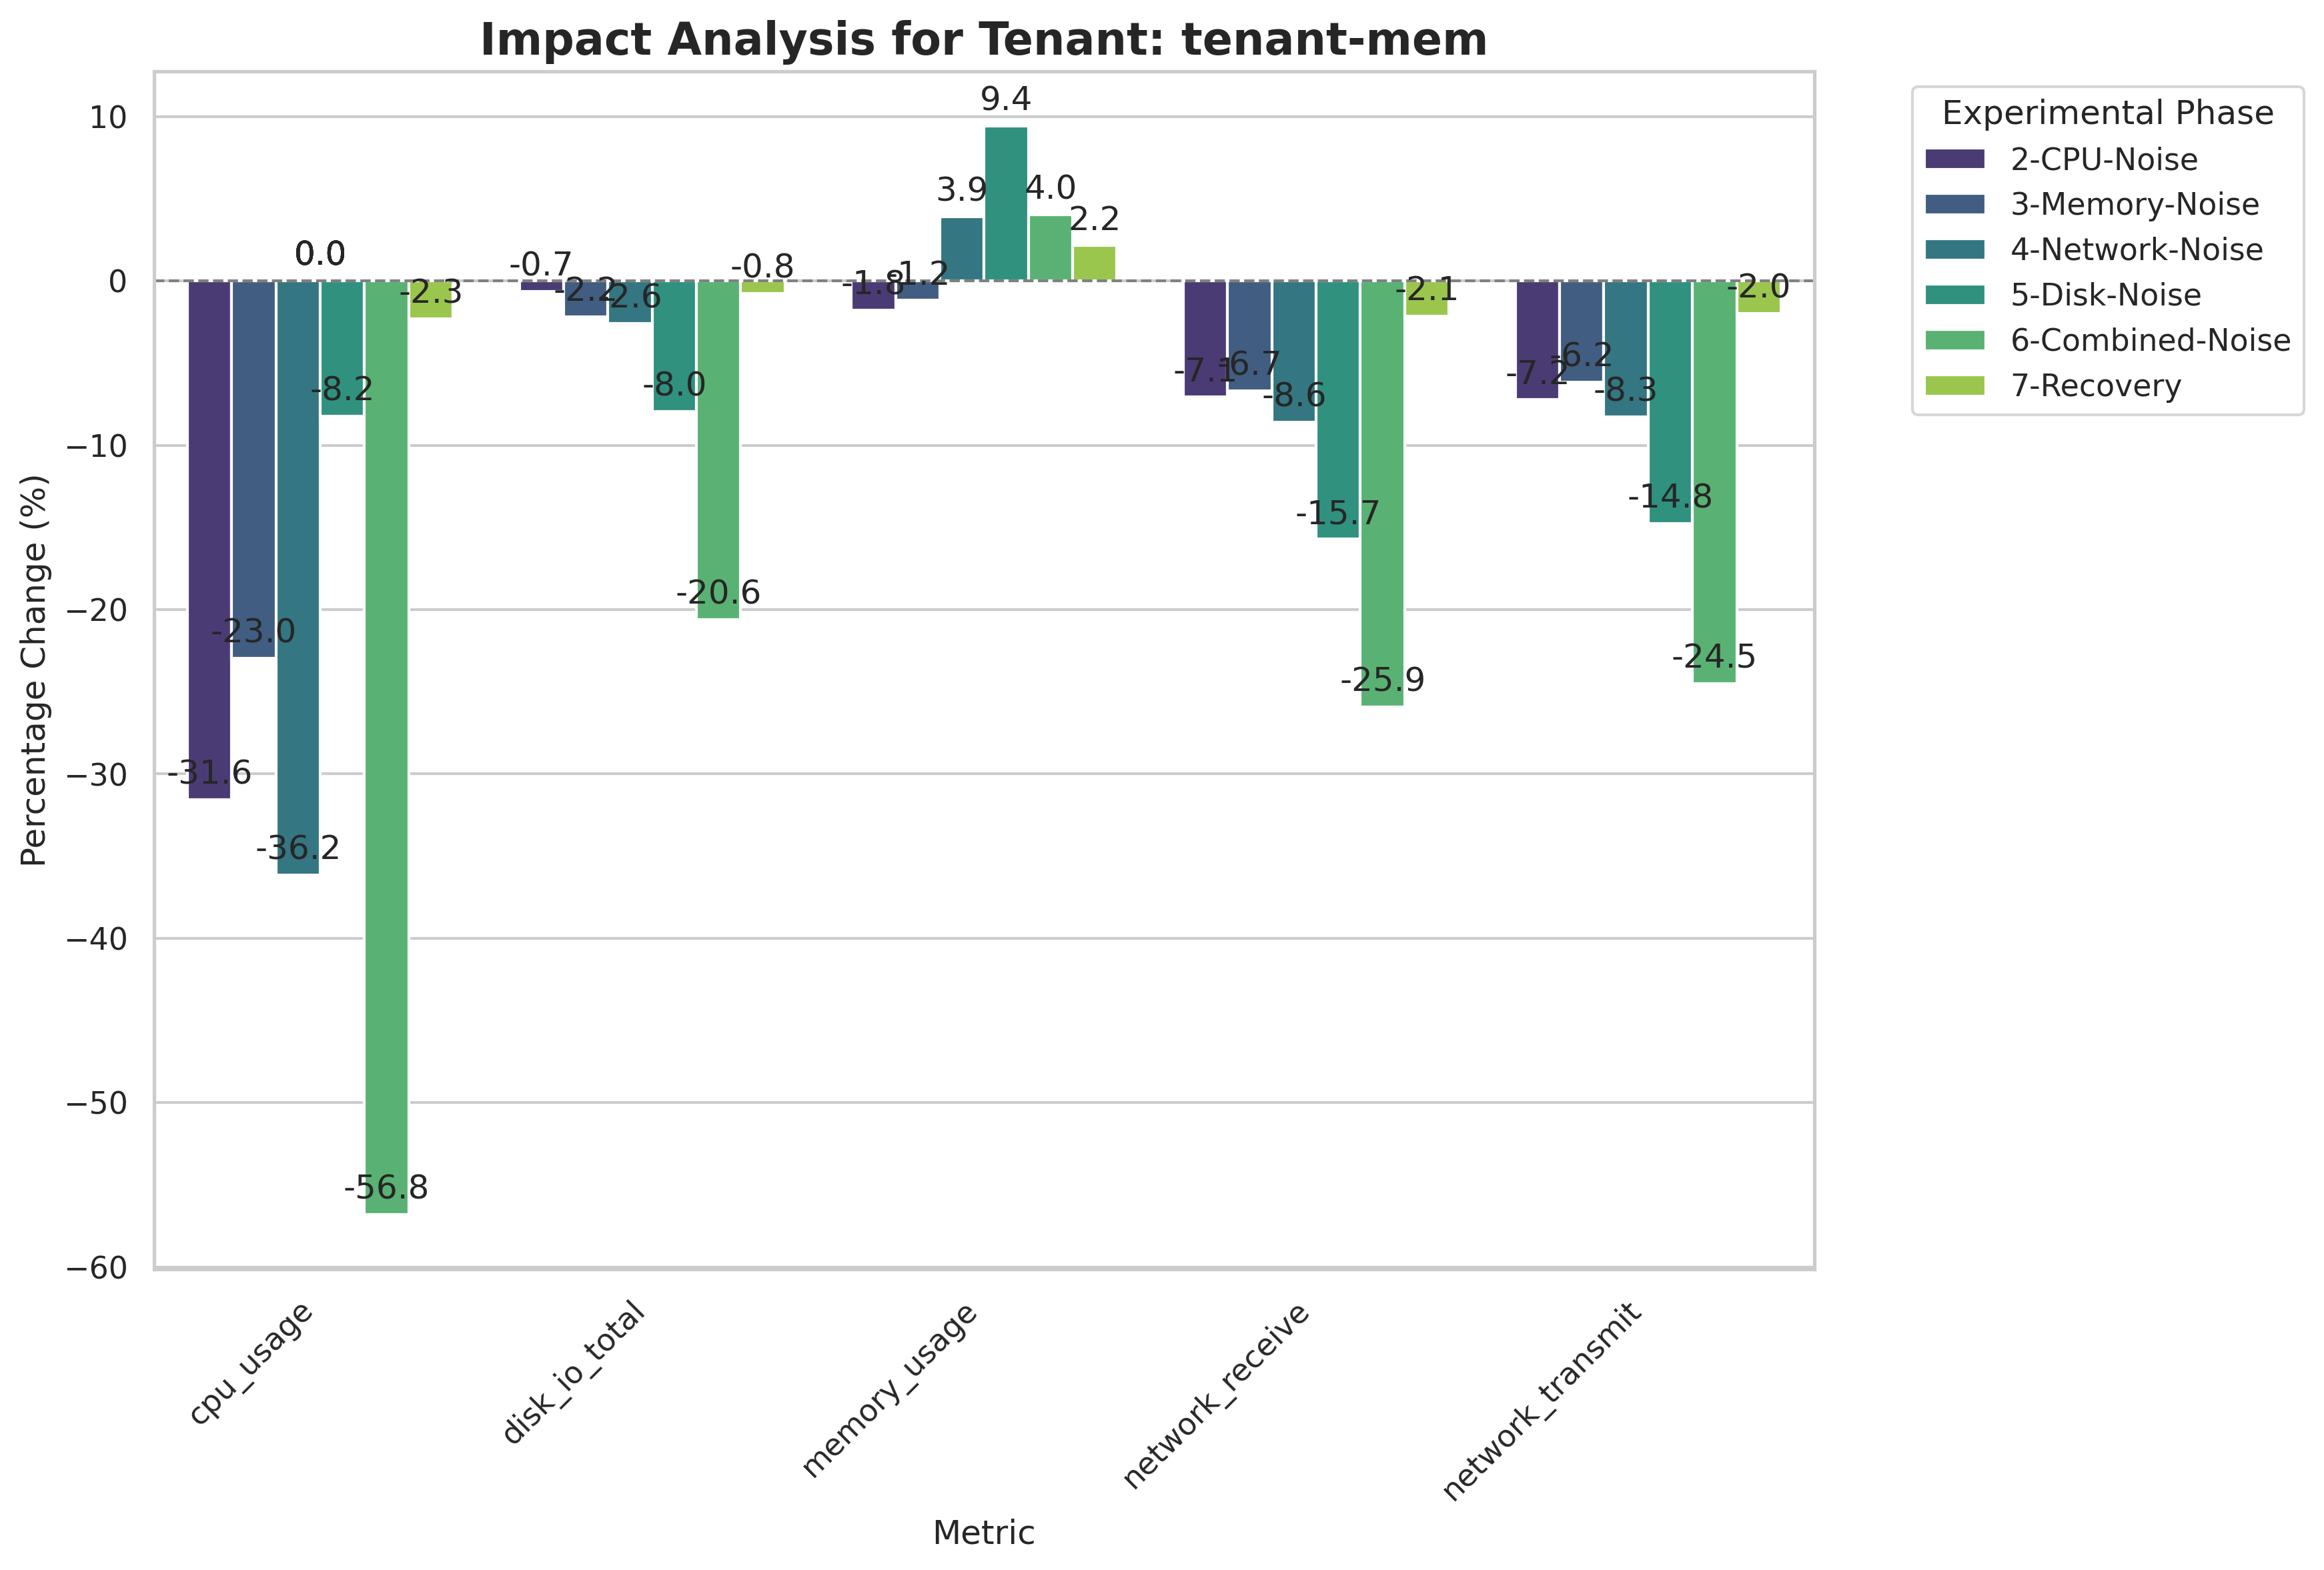 Impact Analysis for Tenant: tenant-mem
Experimental Phase
2-CPU-Noise
3-Memory-Noise
4-Network-Noise
5-Disk-Noise
6-Combined-Noise
7-Recovery
Percentage Change (%)
10
0
−10
−20
−30
−40
−50
−60
-31.6
-23.0
-36.2
0.0
-8.2
-56.8
-2.3
-0.7
-2.2
-2.6
-8.0
-20.6
-0.8
-1.8
-1.2
3.9
9.4
4.0
2.2
-7.1
-6.7
-8.6
-15.7
-25.9
-2.1
-7.2
-6.2
-8.3
-14.8
-24.5
-2.0
cpu_usage
disk_io_total
memory_usage
network_receive
network_transmit
Metric